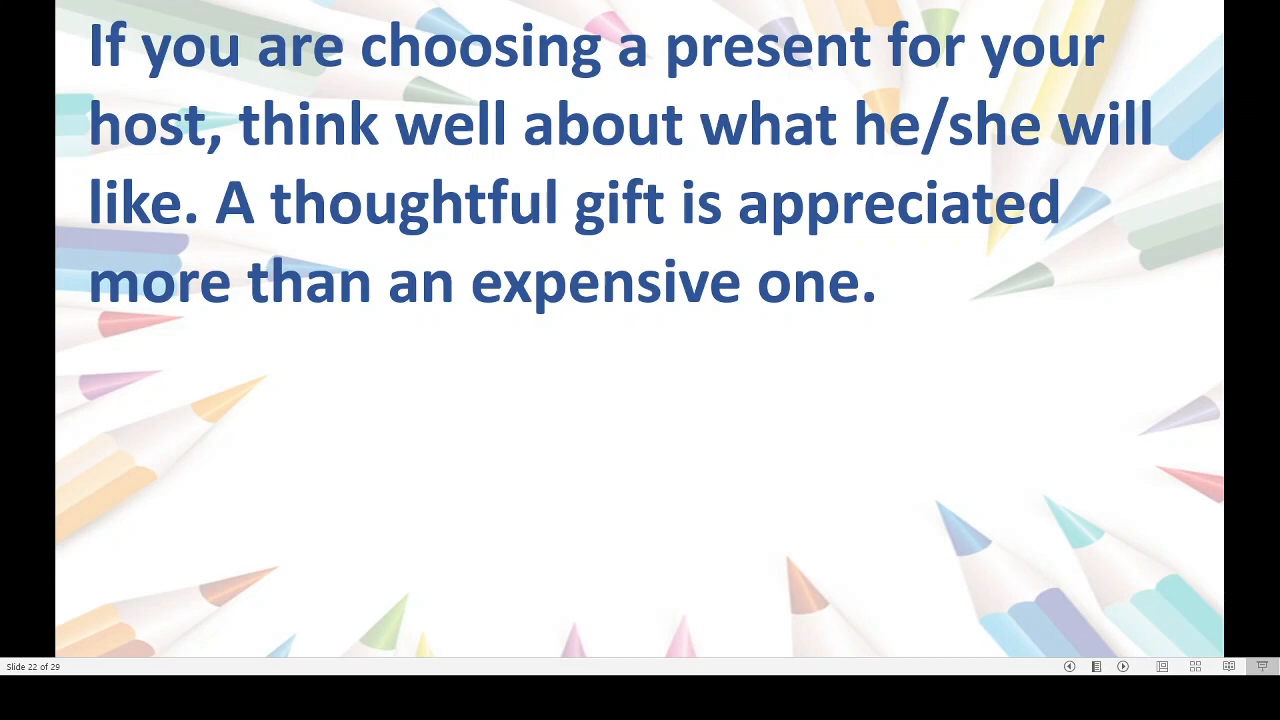 If you are choosing a present for your
host, think well about what he/she will
like. A thoughtful gift is appreciated
more than an expensive one.
Slide 22 of 29